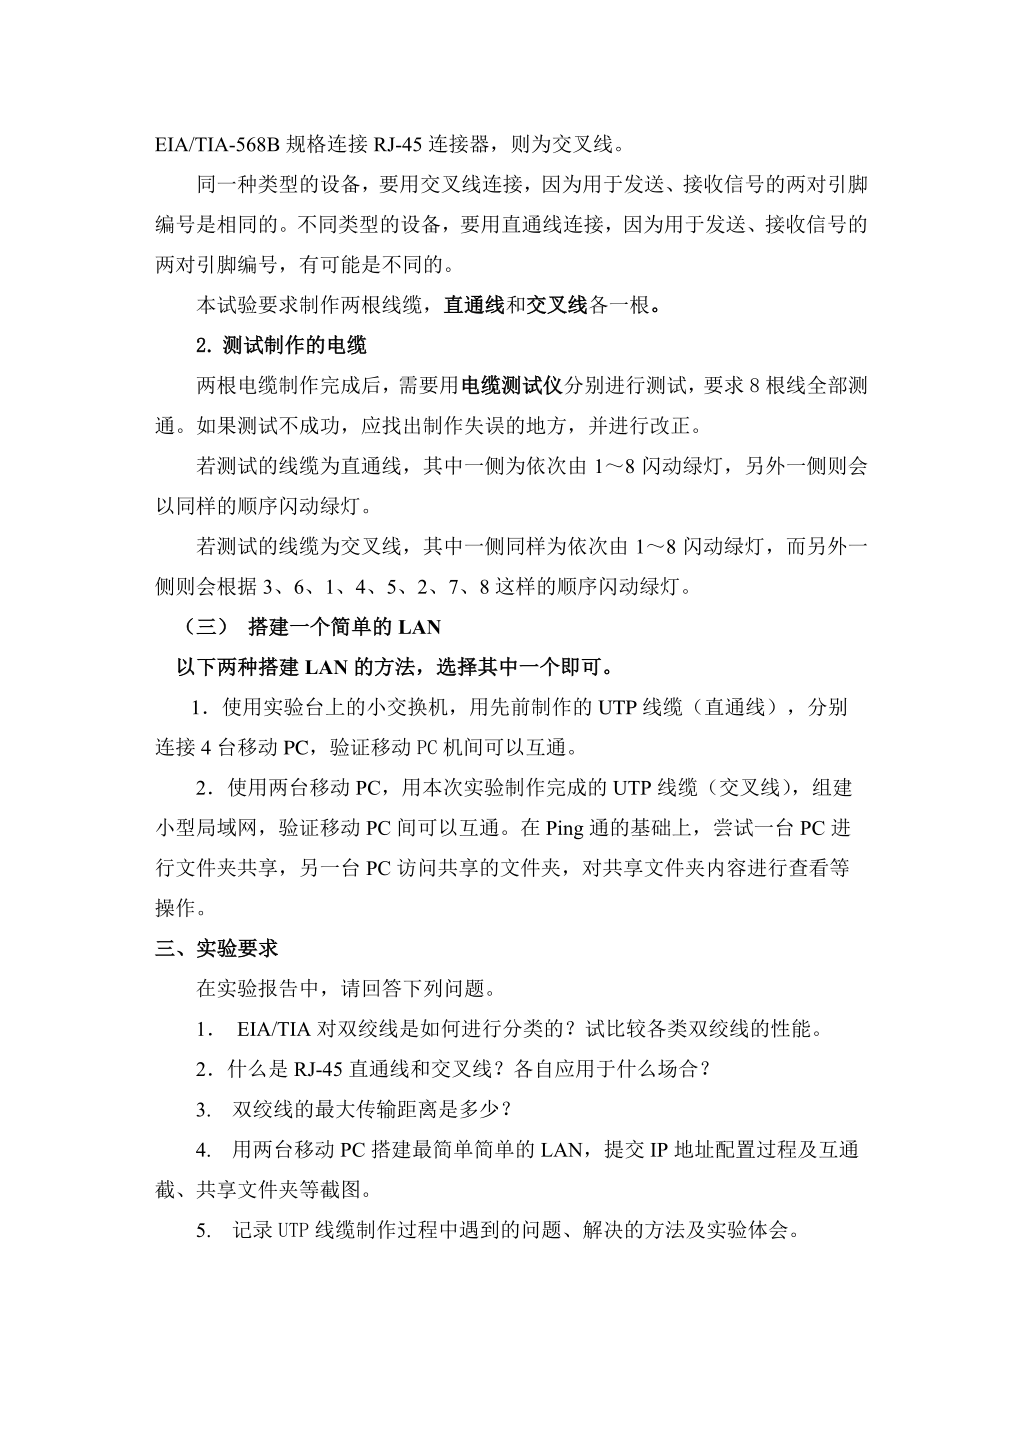 EIA/TIA-568B 规格连接 RJ-45 连接器，则为交叉线。
同一种类型的设备，要用交叉线连接，因为用于发送、接收信号的两对引脚
编号是相同的。不同类型的设备，要用直通线连接，因为用于发送、接收信号的
两对引脚编号，有可能是不同的。
本试验要求制作两根线缆，直通线和交叉线各一根。
2. 测试制作的电缆
两根电缆制作完成后，需要用电缆测试仪分别进行测试，要求 8 根线全部测
通。如果测试不成功，应找出制作失误的地方，并进行改正。
若测试的线缆为直通线，其中一侧为依次由 1～8 闪动绿灯，另外一侧则会
以同样的顺序闪动绿灯。
若测试的线缆为交叉线，其中一侧同样为依次由 1～8 闪动绿灯，而另外一
侧则会根据 3、6、1、4、5、2、7、8 这样的顺序闪动绿灯。
（三） 搭建一个简单的 LAN
以下两种搭建 LAN 的方法，选择其中一个即可。
1．使用实验台上的小交换机，用先前制作的 UTP 线缆（直通线），分别
连接 4 台移动 PC，验证移动 PC 机间可以互通。
2．使用两台移动 PC，用本次实验制作完成的 UTP 线缆（交叉线），组建
小型局域网，验证移动 PC 间可以互通。在 Ping 通的基础上，尝试一台 PC 进
行文件夹共享，另一台 PC 访问共享的文件夹，对共享文件夹内容进行查看等
操作。
三、实验要求
在实验报告中，请回答下列问题。
1． EIA/TIA 对双绞线是如何进行分类的？试比较各类双绞线的性能。
2．什么是 RJ-45 直通线和交叉线？各自应用于什么场合？
3. 双绞线的最大传输距离是多少？
4. 用两台移动 PC 搭建最简单简单的 LAN，提交 IP 地址配置过程及互通
截、共享文件夹等截图。
5. 记录 UTP 线缆制作过程中遇到的问题、解决的方法及实验体会。